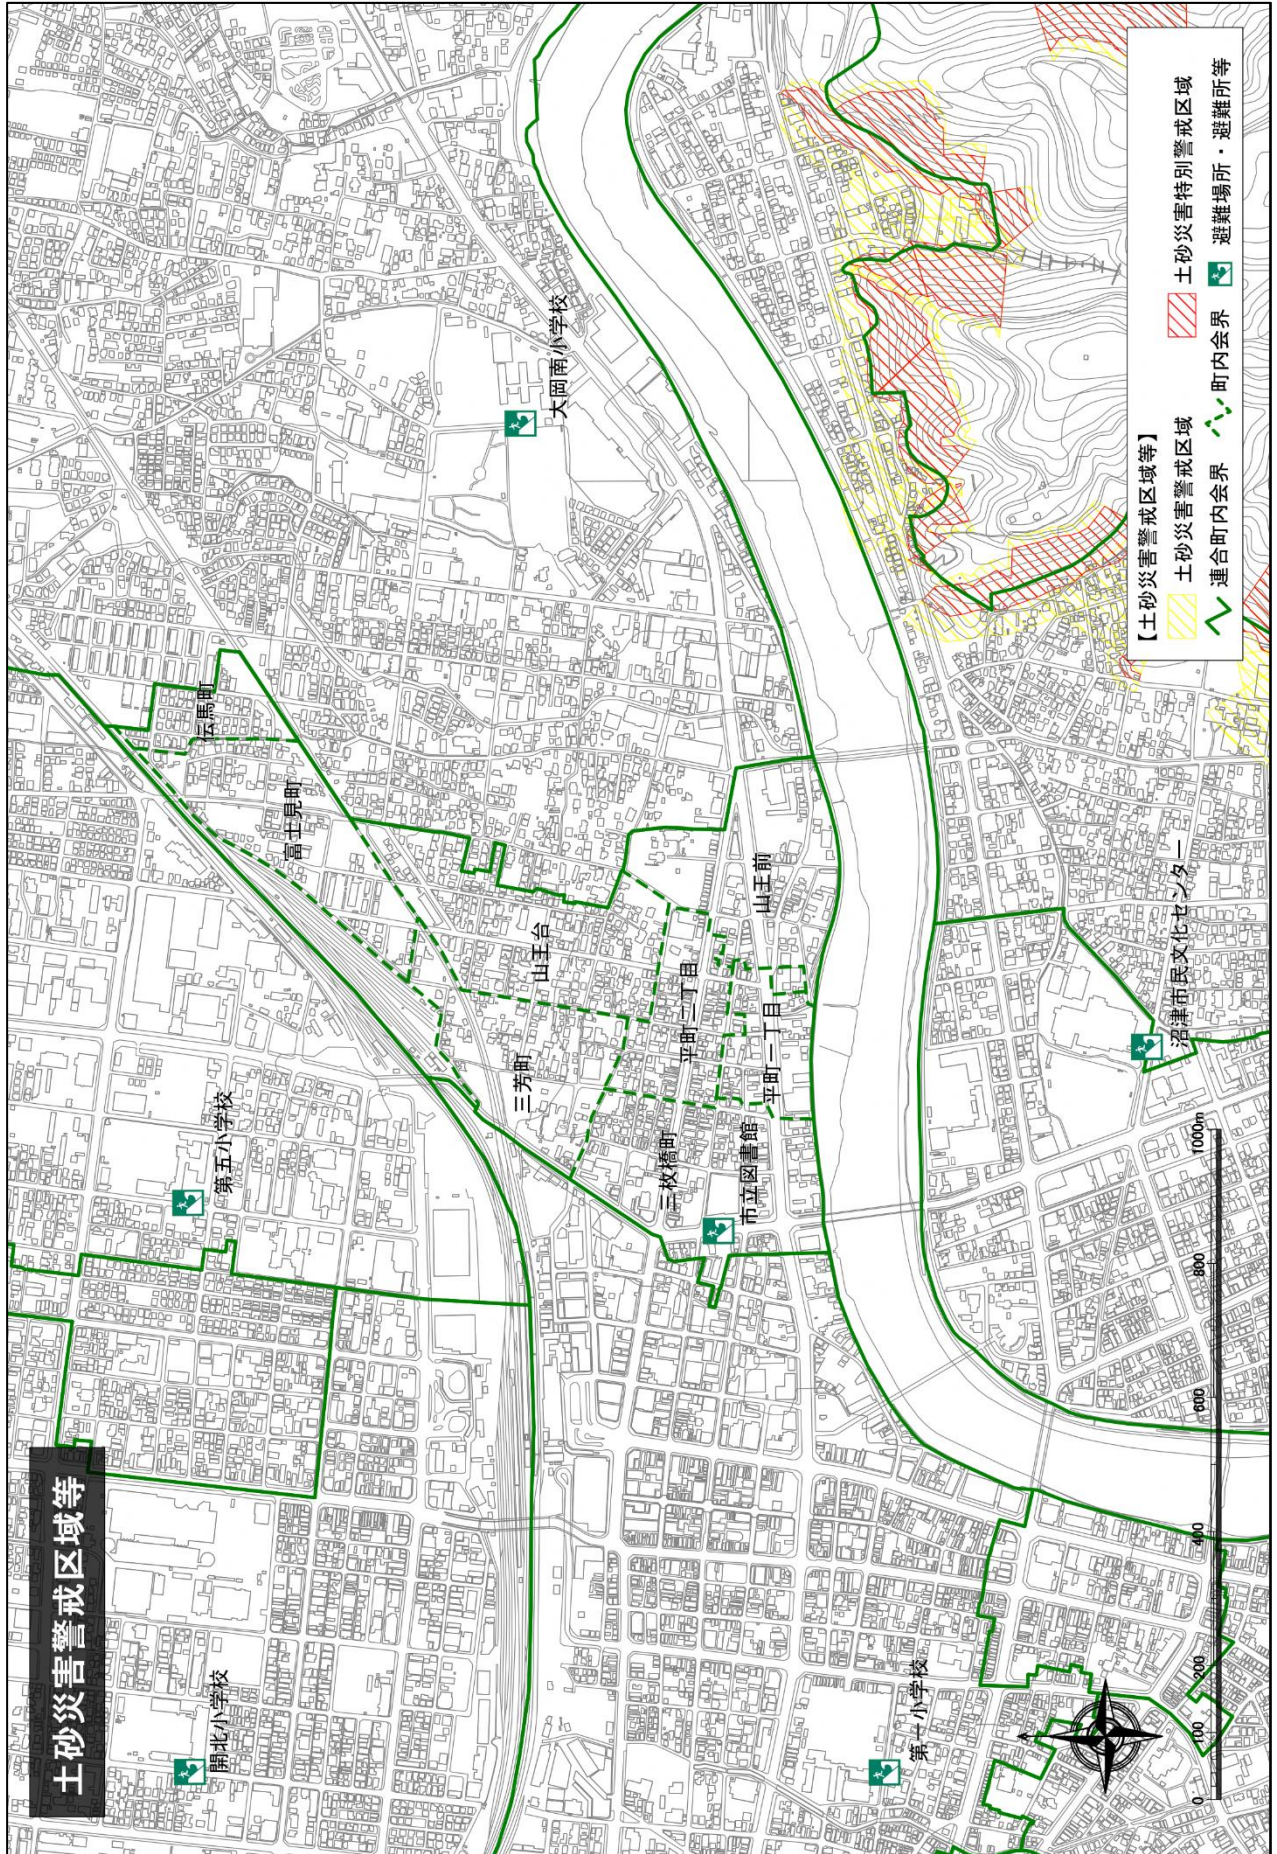 土砂災害警戒区域等
伝馬町
富士見町
大岡南小学校
第五小学校
開北小学校
三芳町
山王台
平町二丁目
山王前
平町一丁目
三枚橋町
市立図書館
第一小学校
沼津市民文化センター
【土砂災害警戒区域等】
土砂災害警戒区域
土砂災害特別警戒区域
連合町内会界
町内会界
避難場所・避難所等
0
100
200
400
600
800
1000m